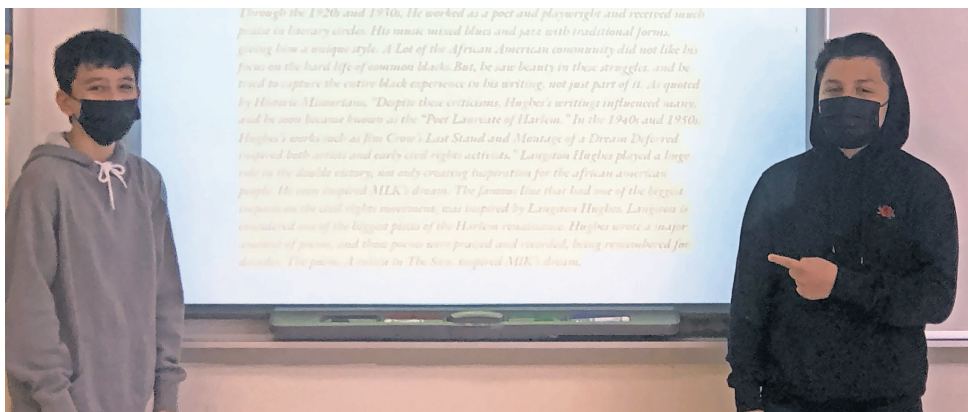 Through the 1920s and 1930s, He worked as a poet and playwright and received much
praise in literary circles. His music mixed blues and jazz with traditional forms,
giving him a unique style. A Lot of the African American community did not like his
focus on the hard life of common blacks. But, he saw beauty in these struggles, and he
tried to capture the entire black experience in his writing, not just part of it. As quoted
by Historic Missourians, "Despite these criticisms, Hughes's writings influenced many,
and he soon became known as the "Poet Laureate of Harlem." In the 1940s and 1950s,
Hughes's works such as Jim Crow's Last Stand and Montage of a Dream Deferred
inspired both artists and early civil rights activists." Langston Hughes played a huge
role in the double victory, not only creating inspiration for the african american
people. He even inspired MLK's dream. The famous line that had one of the biggest
impacts on the civil rights movement, was inspired by Langston Hughes. Langston is
considered one of the biggest pieces of the Harlem renaissance. Hughes wrote a major
amount of poems, and these poems were praised and recorded, being remembered for
decades. The poem, A raisin in The Sun, inspired MLK's dream.